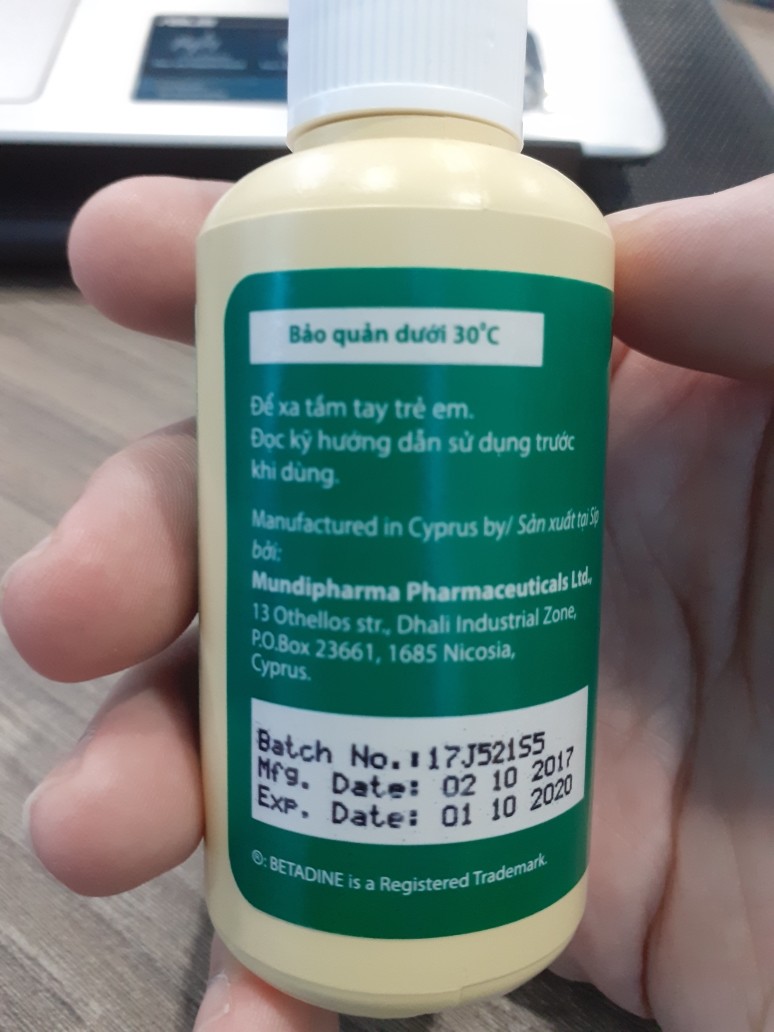 Bảo quản dưới 30°C
Để xa tầm tay trẻ em.
Đọc kỹ hướng dẫn sử dụng trước
khi dùng.
Manufactured in Cyprus by/ Sản xuất tại Síp
bởi:
Mundipharma Pharmaceuticals Ltd.,
13 Othellos str., Dhali Industrial Zone,
P.O.Box 23661, 1685 Nicosia,
Cyprus.
Batch No.:17J521S5
Mfg. Date: 02 10 2017
Exp. Date: 01 10 2020
®: BETADINE is a Registered Trademark.